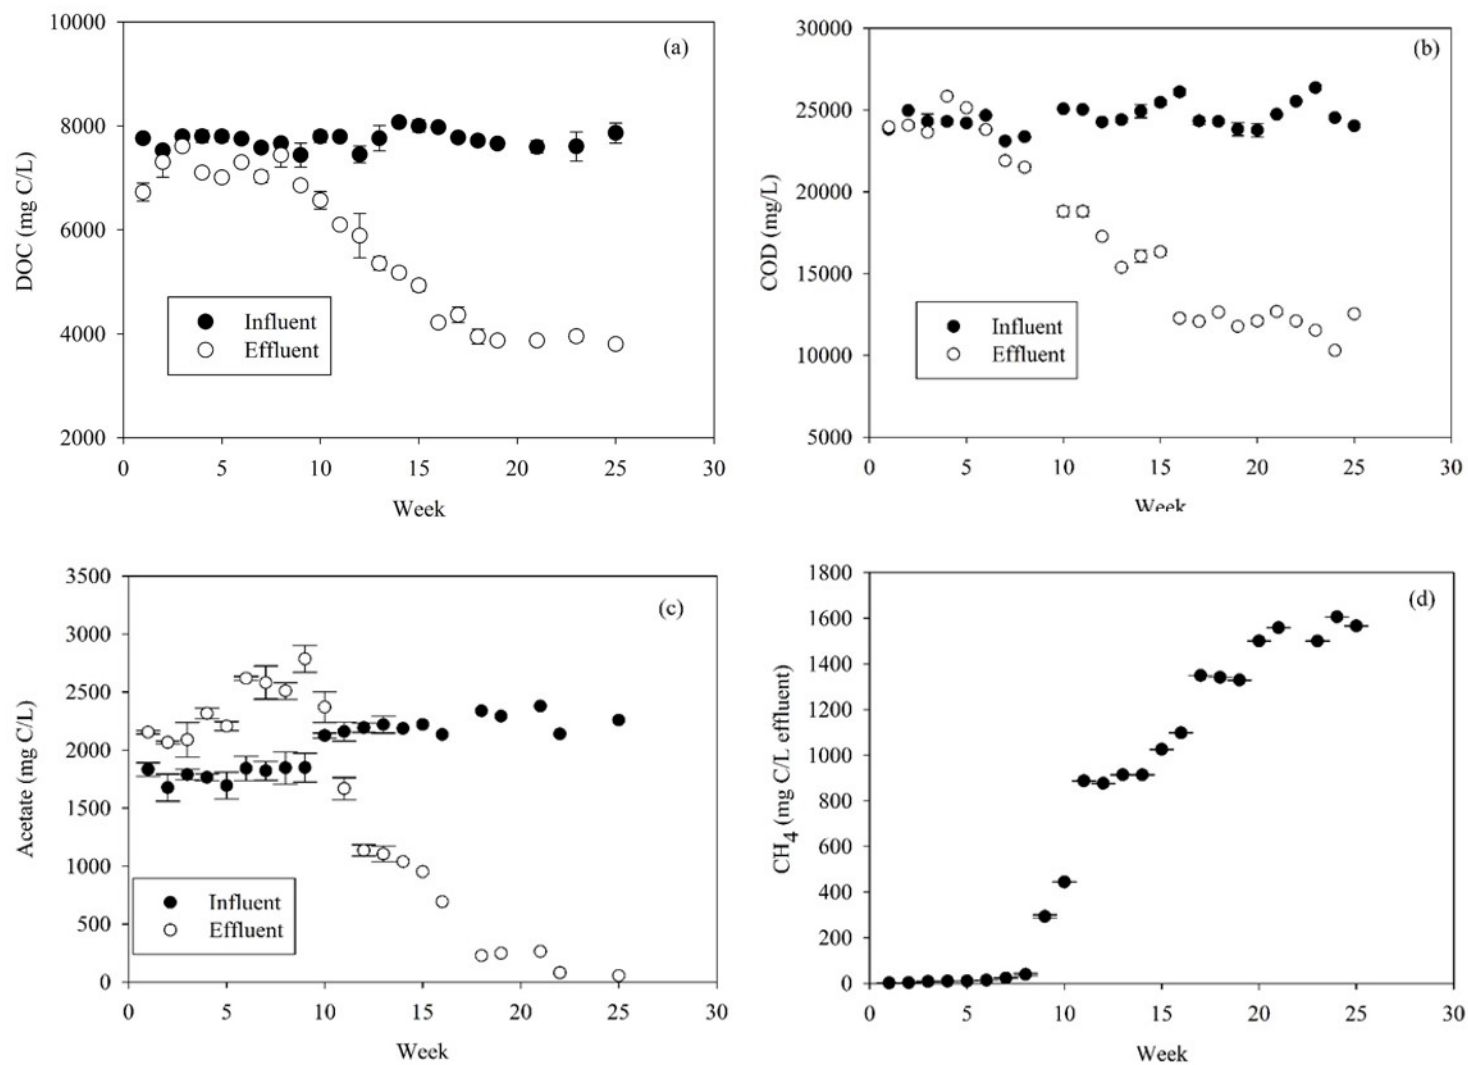 (a)
DOC (mg C/L)
10000
8000
6000
4000
2000
Influent
Effluent
0 5 10 15 20 25 30
Week
(b)
COD (mg/L)
30000
25000
20000
15000
10000
5000
Influent
Effluent
0 5 10 15 20 25 30
Week
(c)
Acetate (mg C/L)
3500
3000
2500
2000
1500
1000
500
0
Influent
Effluent
0 5 10 15 20 25 30
Week
(d)
CH4 (mg C/L effluent)
1800
1600
1400
1200
1000
800
600
400
200
0
0 5 10 15 20 25 30
Week